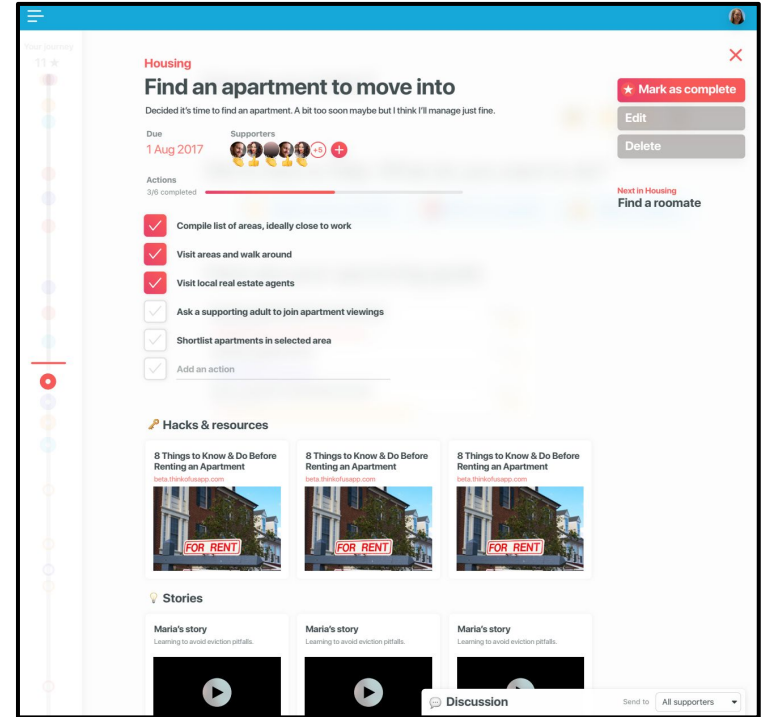 Your journey
11 ★
Housing
Find an apartment to move into
Decided it's time to find an apartment. A bit too soon maybe but I think I'll manage just fine.
Due
Supporters
1 Aug 2017
+5
Actions
3/6 completed
Compile list of areas, ideally close to work
Visit areas and walk around
Visit local real estate agents
Ask a supporting adult to join apartment viewings
Shortlist apartments in selected area
Add an action
★ Mark as complete
Edit
Delete
Next in Housing
Find a roomate
Hacks & resources
8 Things to Know & Do Before
Renting an Apartment
beta.thinkofusapp.com
FOR RENT
8 Things to Know & Do Before
Renting an Apartment
beta.thinkofusapp.com
FOR RENT
8 Things to Know & Do Before
Renting an Apartment
beta.thinkofusapp.com
FOR RENT
Stories
Maria's story
Learning to avoid eviction pitfalls.
Maria's story
Learning to avoid eviction pitfalls.
Maria's story
Learning to avoid eviction pitfalls.
Discussion
Send to
All supporters